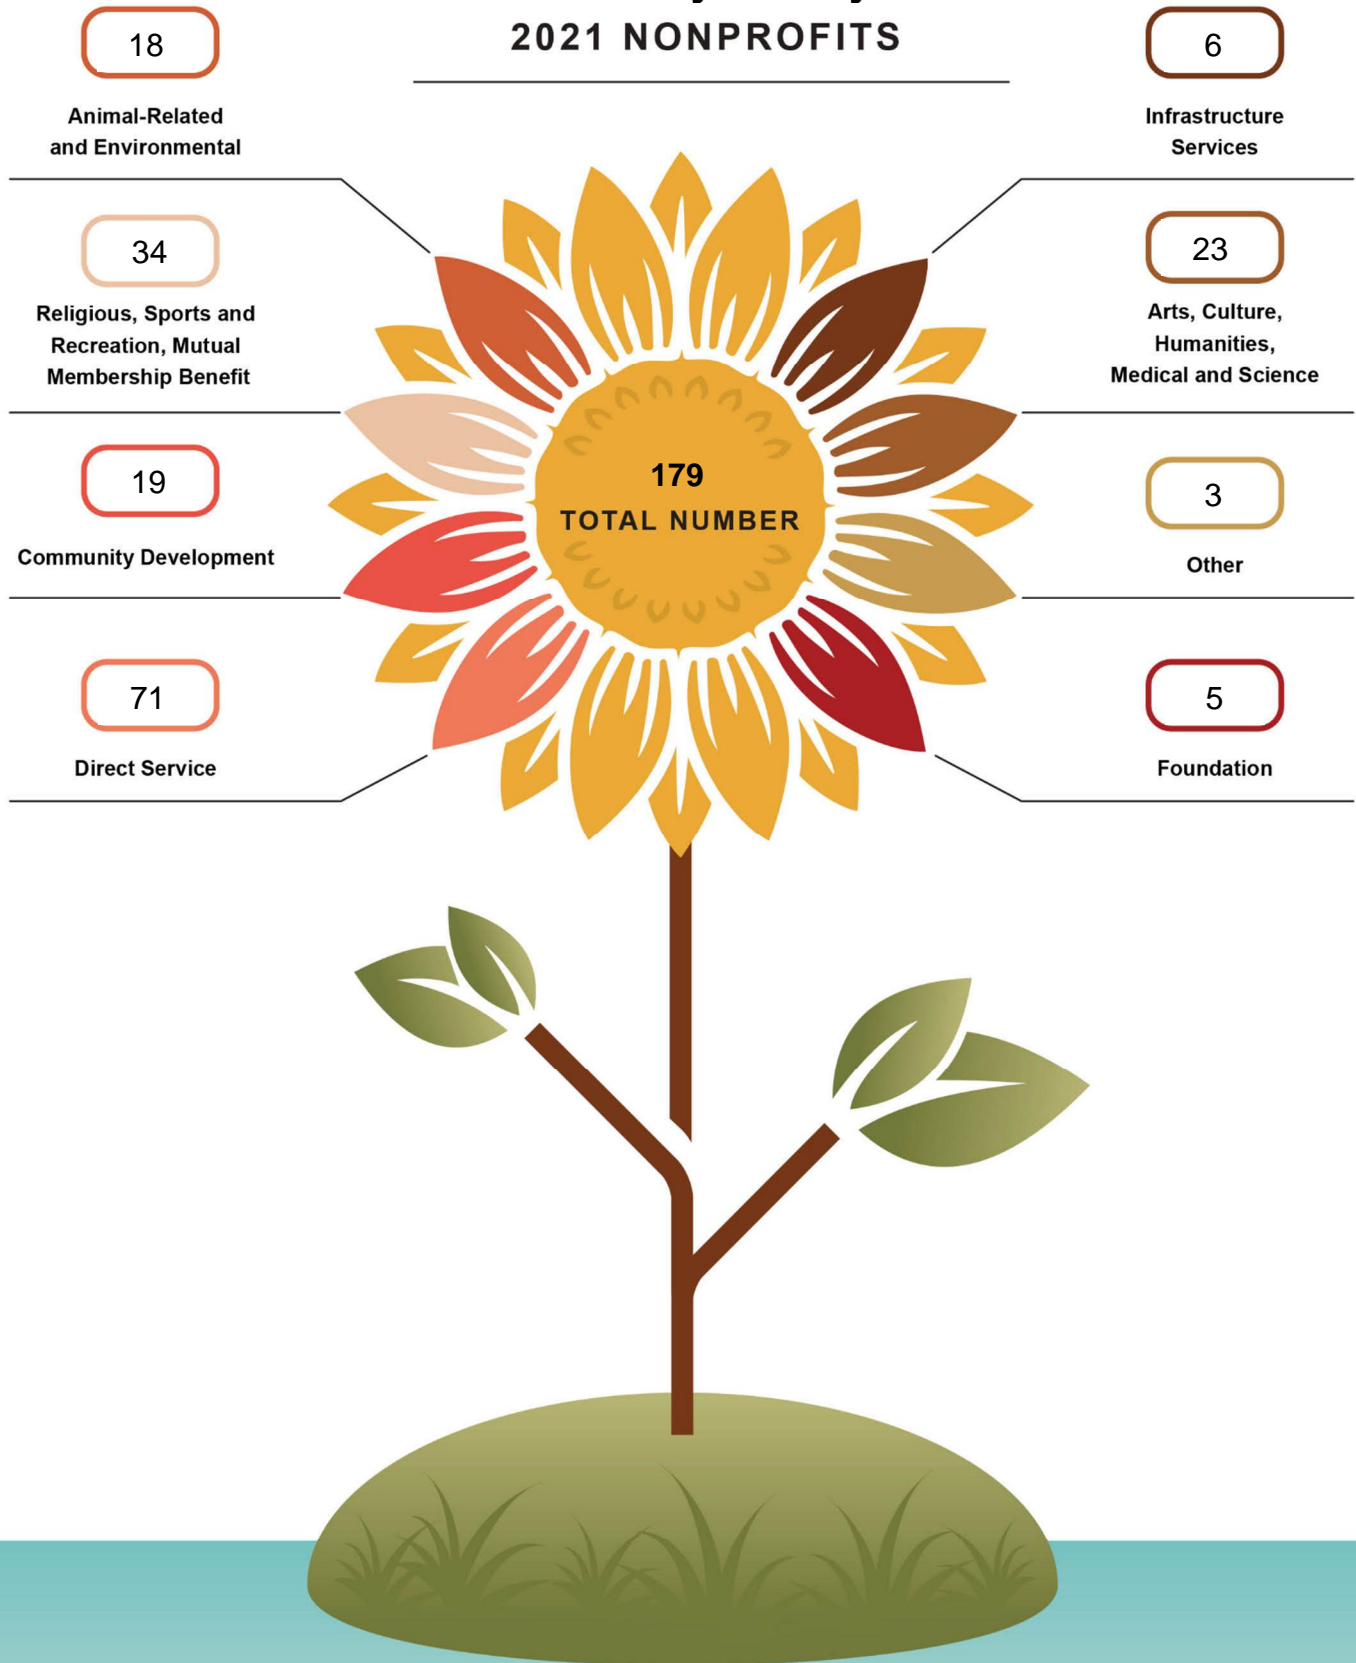 2021 NONPROFITS
18
Animal-Related
and Environmental
34
Religious, Sports and
Recreation, Mutual
Membership Benefit
19
Community Development
71
Direct Service
179
TOTAL NUMBER
6
Infrastructure
Services
23
Arts, Culture,
Humanities,
Medical and Science
3
Other
5
Foundation